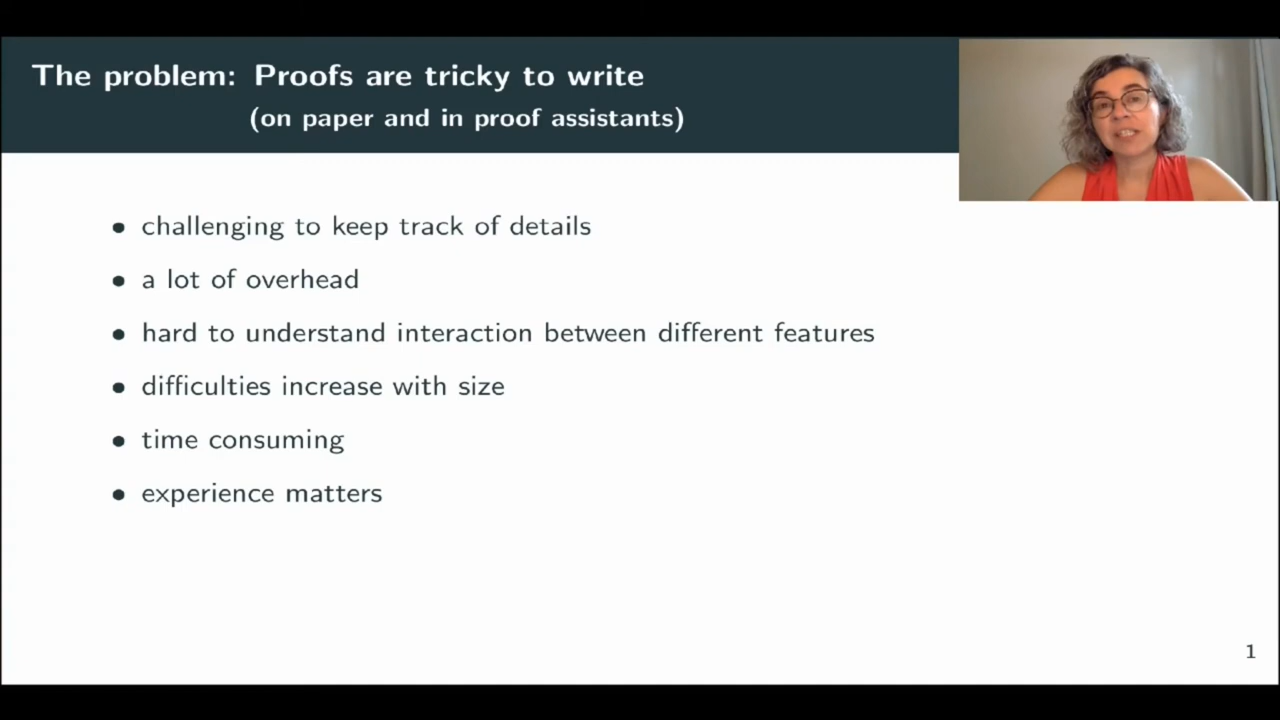 The problem: Proofs are tricky to write
(on paper and in proof assistants)
• challenging to keep track of details
• a lot of overhead
• hard to understand interaction between different features
• difficulties increase with size
• time consuming
• experience matters
1